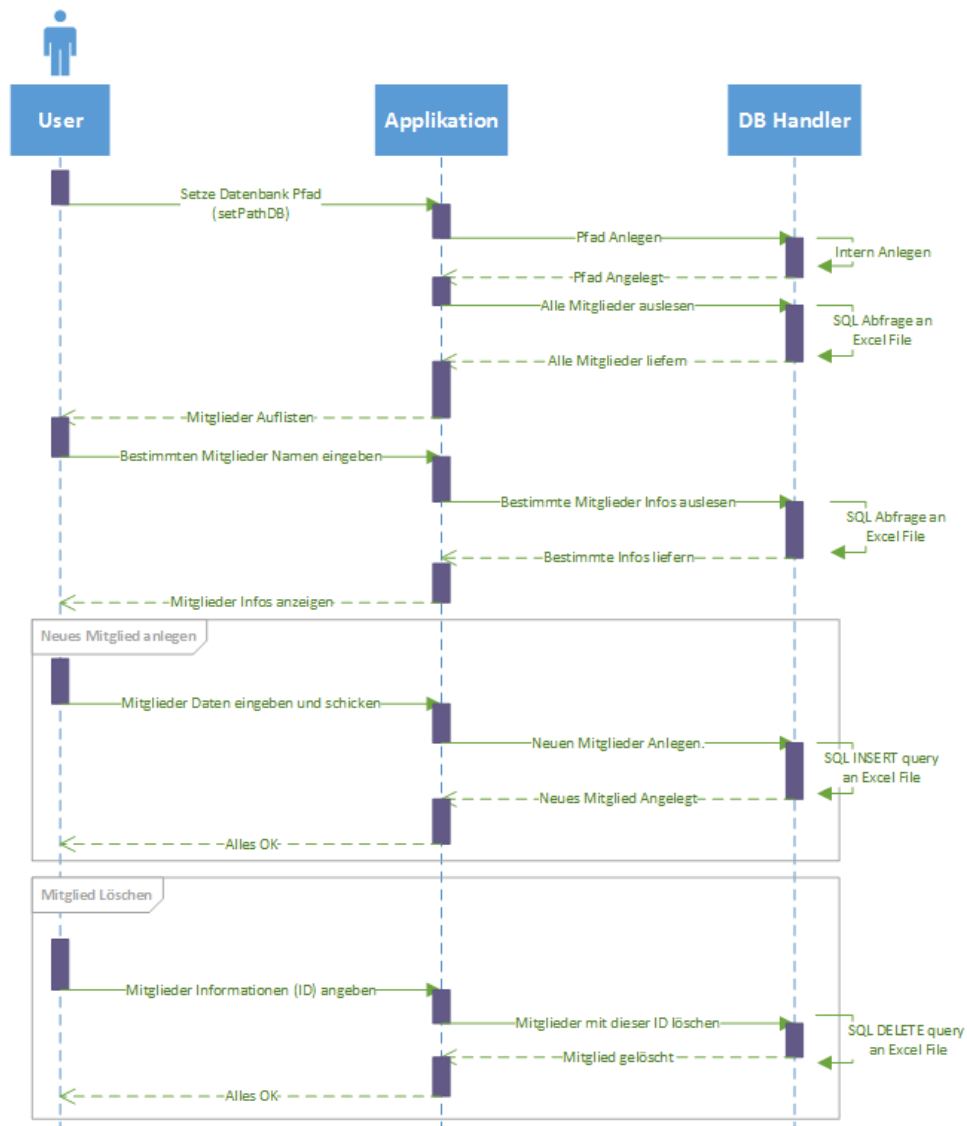 User
Applikation
DB Handler
Setze Datenbank Pfad
(setPathDB)
Pfad Anlegen
Intern Anlegen
Pfad Angelegt
Alle Mitglieder auslesen
SQL Abfrage an
Excel File
Alle Mitglieder liefern
Mitglieder Auflisten
Bestimmten Mitglieder Namen eingeben
Bestimmte Mitglieder Infos auslesen
SQL Abfrage an
Excel File
Bestimmte Infos liefern
Mitglieder Infos anzeigen
Neues Mitglied anlegen
Mitglieder Daten eingeben und schicken
Neuen Mitglieder Anlegen.
SQL INSERT query
an Excel File
Neues Mitglied Angelegt
Alles OK
Mitglied Löschen
Mitglieder Informationen (ID) angeben
Mitglieder mit dieser ID löschen
SQL DELETE query
an Excel File
Mitglied gelöscht
Alles OK